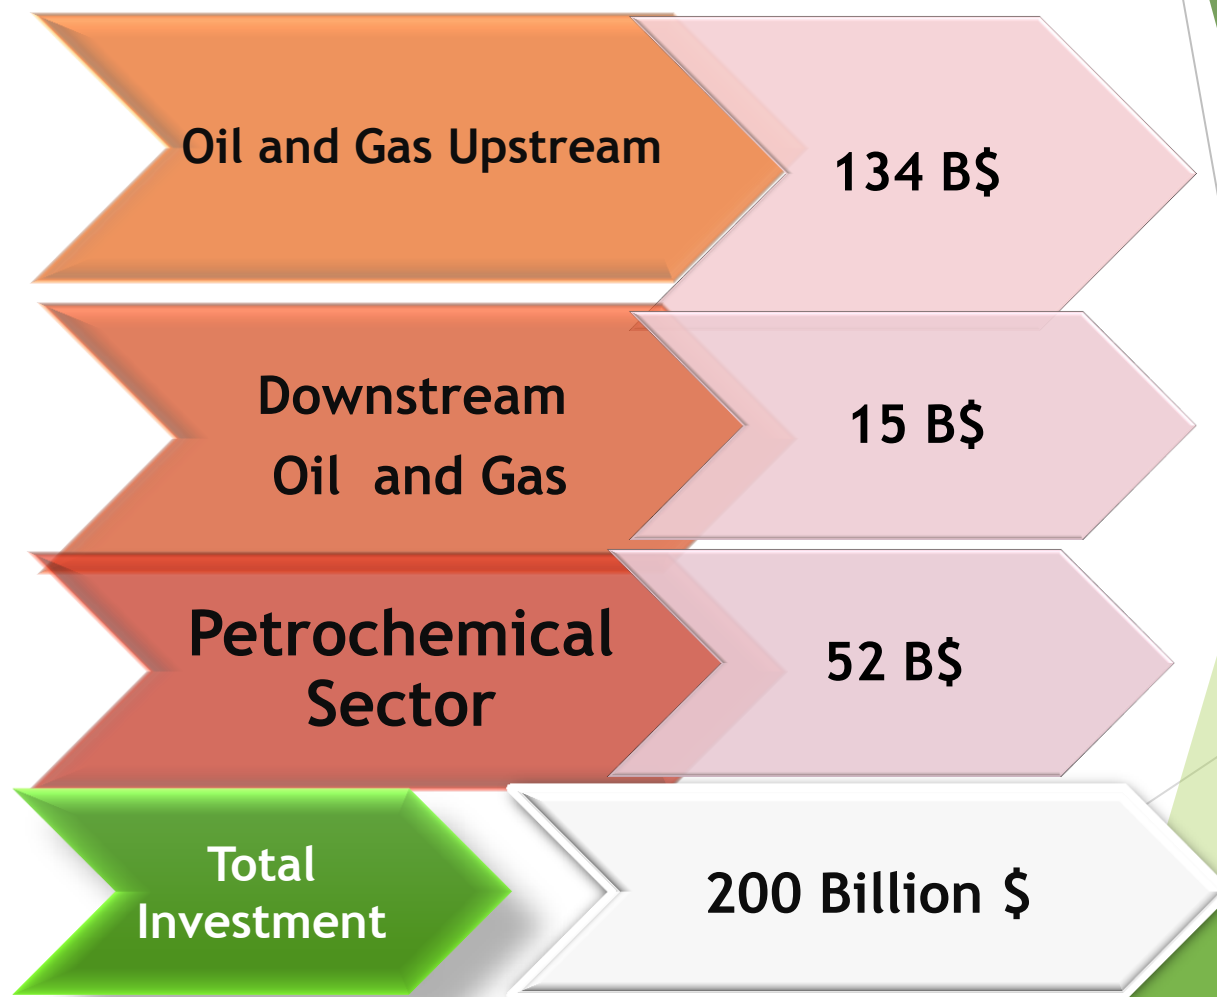 Oil and Gas Upstream
134 B$
Downstream
Oil and Gas
15 B$
Petrochemical
Sector
52 B$
Total
Investment
200 Billion $